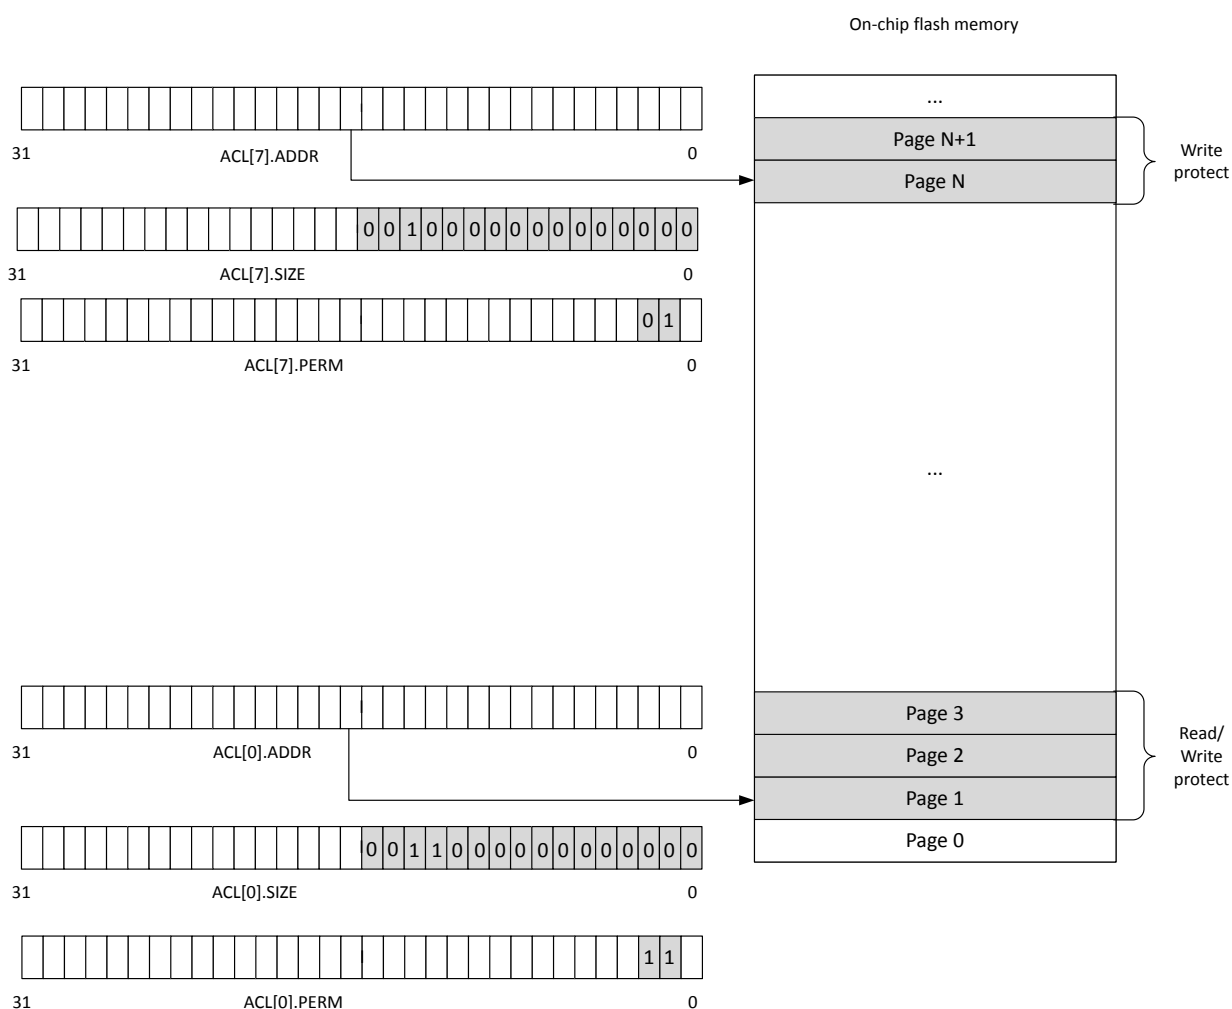 On-chip flash memory
...
Page N+1
31 ACL[7].ADDR 0
Write
protect
Page N
0 0 1 0 0 0 0 0 0 0 0 0 0 0 0 0
31 ACL[7].SIZE 0
0 1
31 ACL[7].PERM 0
...
Page 3
31 ACL[0].ADDR 0
Read/
Write
protect
Page 2
Page 1
0 0 1 1 0 0 0 0 0 0 0 0 0 0 0 0
Page 0
31 ACL[0].SIZE 0
1 1
31 ACL[0].PERM 0